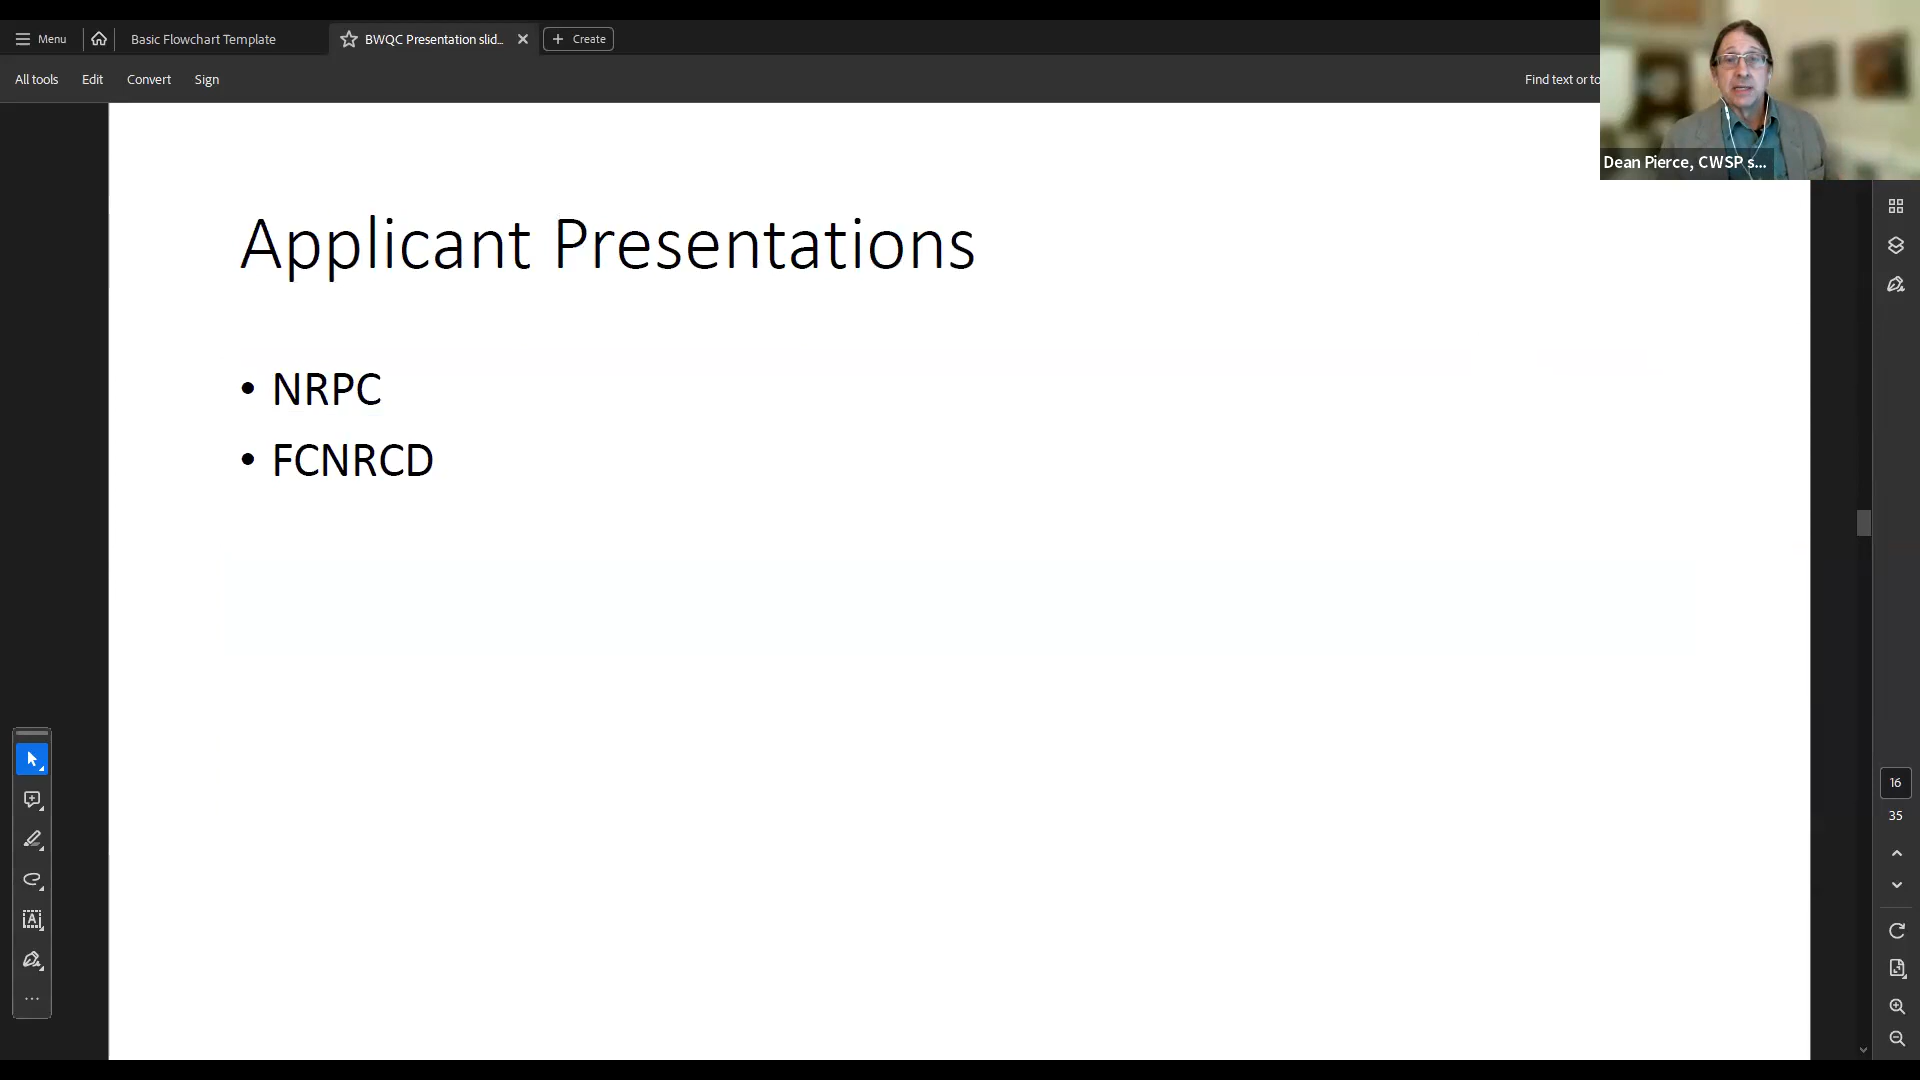 Menu
Basic Flowchart Template
BWQC Presentation slid...
Create
All tools
Edit
Convert
Sign
Find text or to
Dean Pierce, CWSP s...
Applicant Presentations
• NRPC
• FCNRCD
16
35